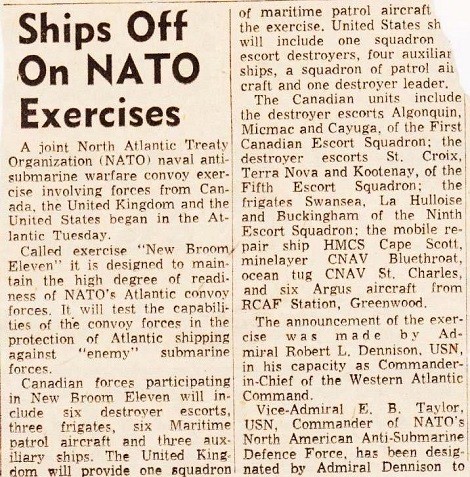 Ships Off
On NATO
Exercises
A joint North Atlantic Treaty
Organization (NATO) naval anti-
submarine warfare convoy exer-
cise involving forces from Can-
ada, the United Kingdom and the
United States began in the At-
lantic Tuesday.
Called exercise "New Broom
Eleven" it is designed to main-
tain the high degree of readi-
ness of NATO's Atlantic convoy
forces. It will test the capabili-
ties of the convoy forces in the
protection of Atlantic shipping
against "enemy" submarine
forces.
Canadian forces participating
in New Broom Eleven will in-
clude six destroyer escorts,
three frigates, six Maritime
patrol aircraft and three aux-
iliary ships. The United King-
dom will provide one squadron
of maritime patrol aircraft
the exercise. United States sh
will include one squadron
escort destroyers, four auxiliar
ships, a squadron of patrol air
craft and one destroyer leader.
The Canadian units include
the destroyer escorts Algonquin,
Micmac and Cayuga, of the First
Canadian Escort Squadron; the
destroyer escorts St. Croix,
Terra Nova and Kootenay, of the
Fifth Escort Squadron; the
frigates Swansea, La Hulloise
and Buckingham of the Ninth
Escort Squadron; the mobile re-
pair ship HMCS Cape Scott,
minelayer CNAV Bluethroat,
ocean tug CNAV St. Charles,
and six Argus aircraft from
RCAF Station, Greenwood.
The announcement of the exer-
cise was made by Ad-
miral Robert L. Dennison, USN,
in his capacity as Commander-
in-Chief of the Western Atlantic
Command.
Vice-Admiral E. B. Taylor,
USN, Commander of NATO's
North American Anti-Submarine
Defence Force, has been desig-
nated by Admiral Dennison to